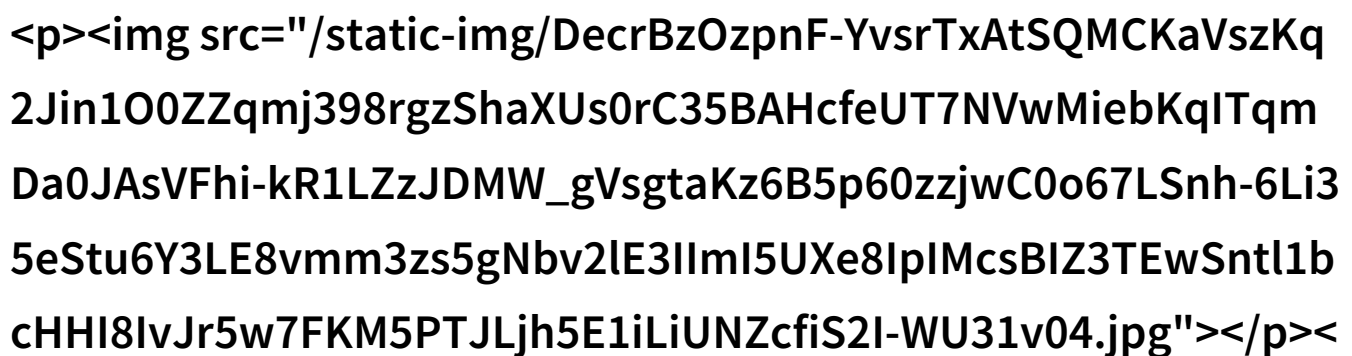 <p><img src="/static-img/DecrBzOzpnF-YvsrTxAtSQMCKaVszKq
2Jin1O0ZZqmj398rgzShaXUs0rC35BAHcfeUT7NVwMiebKqITqm
Da0JAsVFhi-kR1LZzJDMW_gVsgtaKz6B5p60zzjwC0o67LSnh-6Li3
5eStu6Y3LE8vmm3zs5gNbv2lE3IImI5UXe8IpIMcsBIZ3TEwSntl1b
cHHI8IvJr5w7FKM5PTJLjh5E1iLiUNZcfiS2I-WU31v04.jpg"></p><